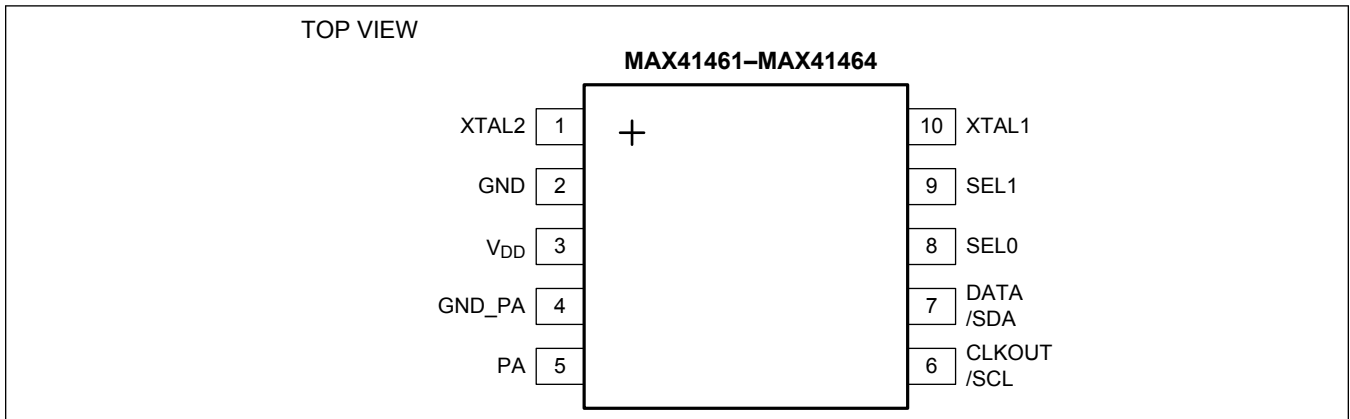 TOP VIEW
MAX41461–MAX41464
XTAL2 1
GND 2
VDD 3
GND_PA 4
PA 5
+
10 XTAL1
9 SEL1
8 SEL0
7 DATA
/SDA
6 CLKOUT
/SCL